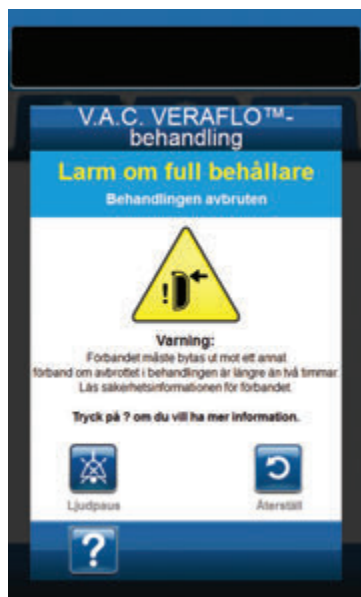 V.A.C. VERAFLO™-
behandling
Larm om full behållare
Behandlingen avbruten
!
Varning:
Förbandet måste bytas ut mot ett annat
förband om avbrottet i behandlingen är längre än två timmar.
Läs säkerhetsinformationen för förbandet.
Tryck på ? om du vill ha mer information.
Ljudpaus Återställ
?